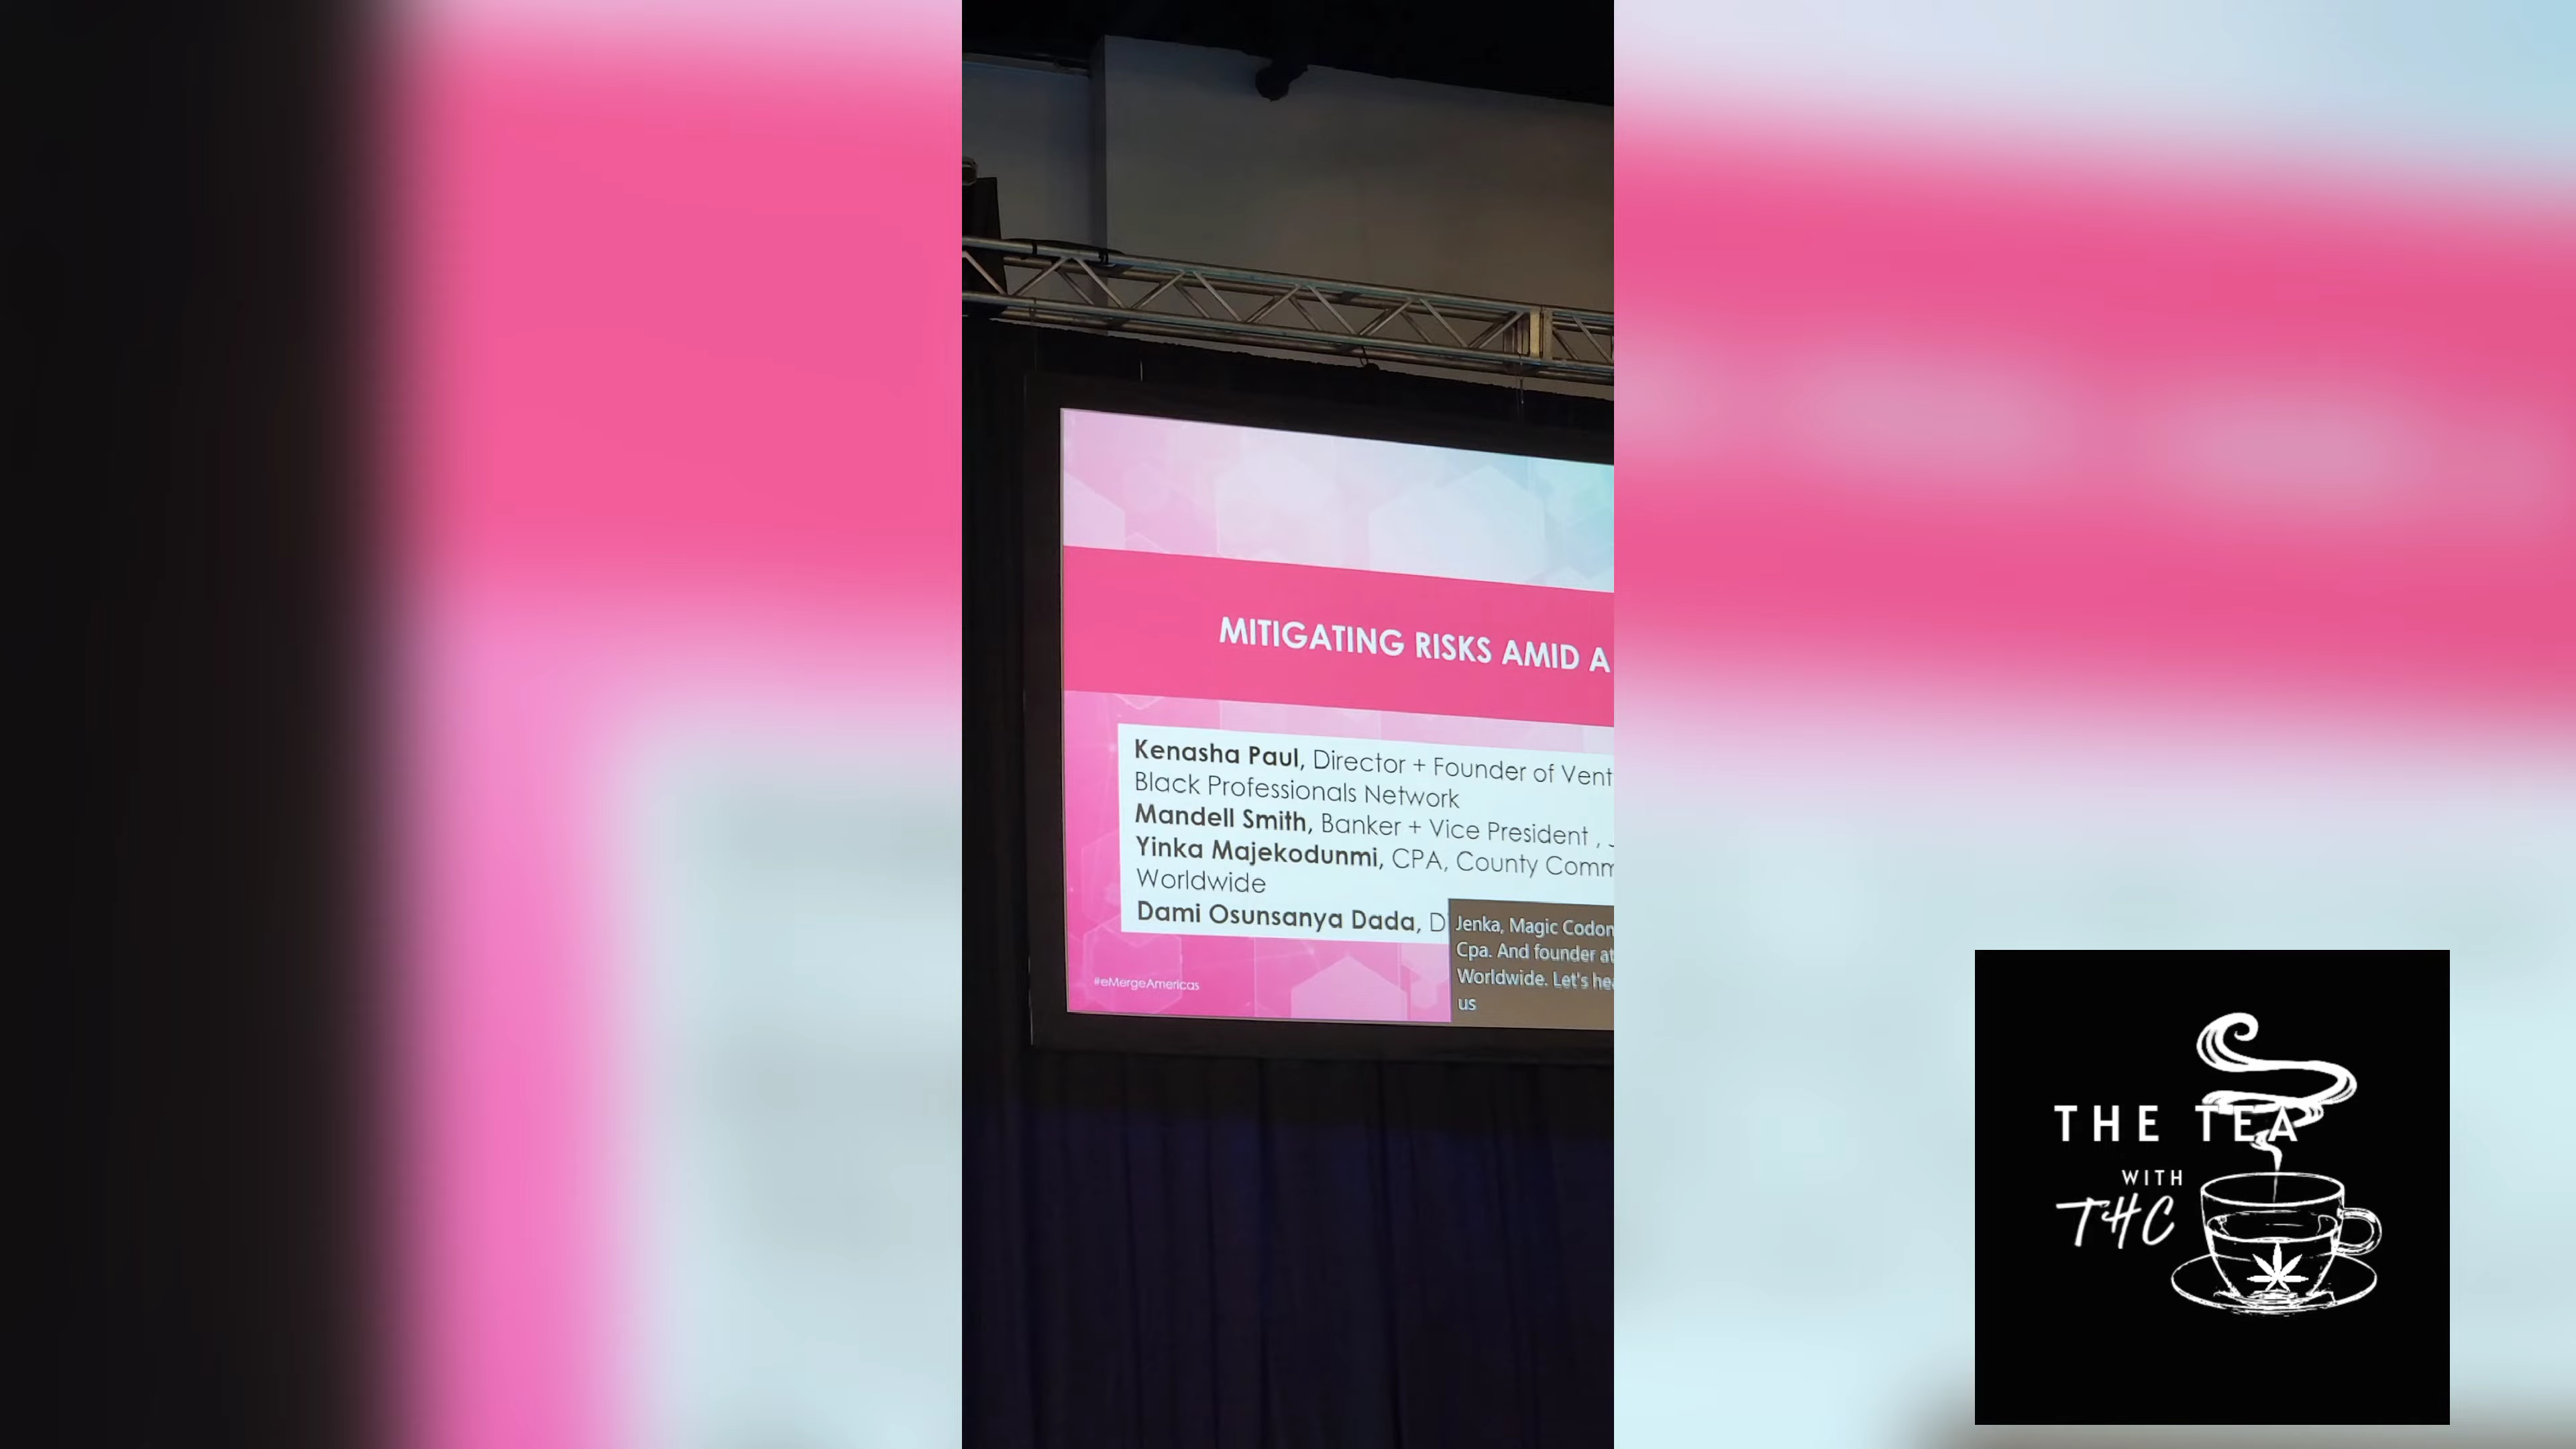 MITIGATING RISKS AMID A
Kenasha Paul, Director + Founder of Vent
Black Professionals Network
Mandell Smith, Banker + Vice President ,
Yinka Majekodunmi, CPA, County Comm
Worldwide
Dami Osunsanya Dada, D
Jenka, Magic Codon
Cpa. And founder at
Worldwide. Let's hea
us
#eMergeAmericas
THE TEA
WITH
THC